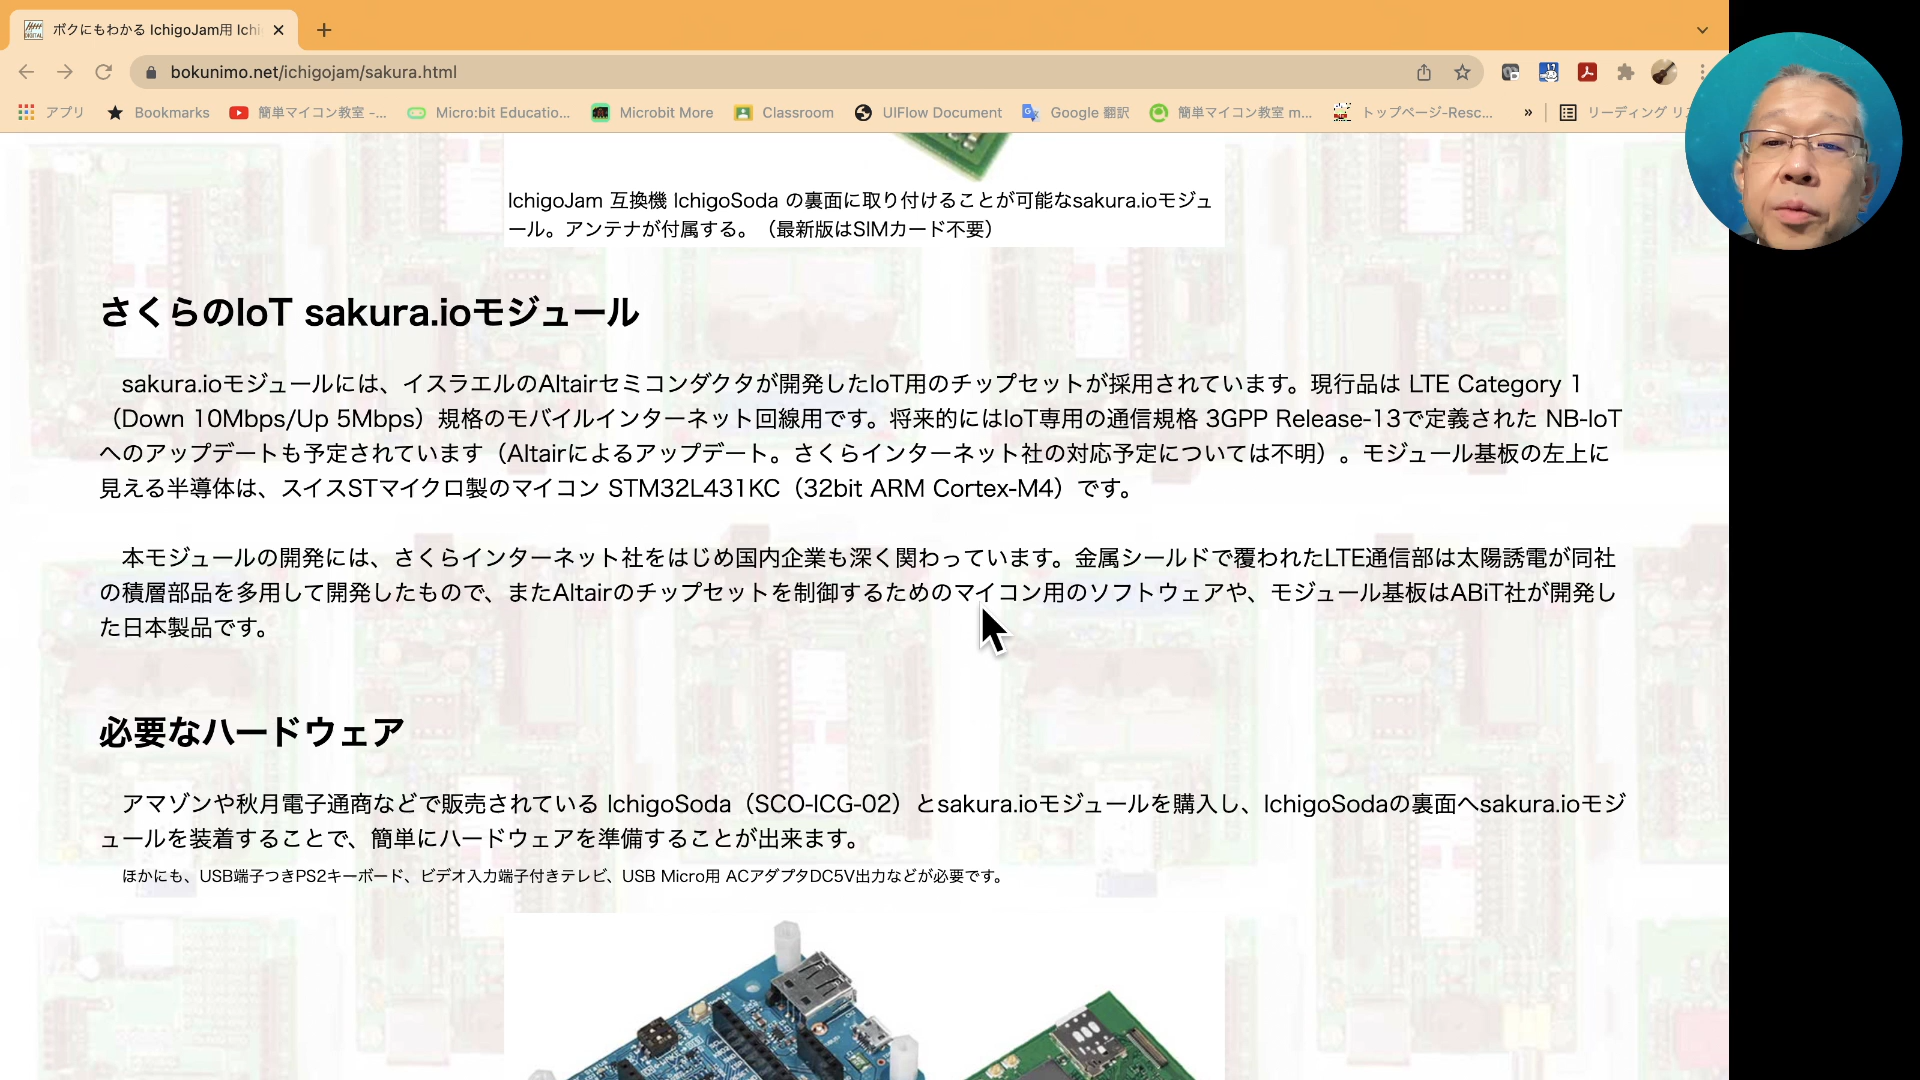 ボクにもわかる IchigoJam用 Ichi
bokunimo.net/ichigojam/sakura.html
アプリ Bookmarks 簡単マイコン教室 -... Micro:bit Educatio... Microbit More Classroom UIFlow Document Google 翻訳 簡単マイコン教室 m... トップページ-Resc... » リーディング リ
IchigoJam 互換機 IchigoSoda の裏面に取り付けることが可能なsakura.ioモジュ
ール。アンテナが付属する。（最新版はSIMカード不要）
さくらのIoT sakura.ioモジュール
sakura.ioモジュールには、イスラエルのAltairセミコンダクタが開発したIoT用のチップセットが採用されています。現行品は LTE Category 1
（Down 10Mbps/Up 5Mbps）規格のモバイルインターネット回線用です。将来的にはIoT専用の通信規格 3GPP Release-13で定義された NB-IoT
へのアップデートも予定されています（Altairによるアップデート。さくらインターネット社の対応予定については不明）。モジュール基板の左上に
見える半導体は、スイスSTマイクロ製のマイコン STM32L431KC（32bit ARM Cortex-M4）です。
本モジュールの開発には、さくらインターネット社をはじめ国内企業も深く関わっています。金属シールドで覆われたLTE通信部は太陽誘電が同社
の積層部品を多用して開発したもので、またAltairのチップセットを制御するためのマイコン用のソフトウェアや、モジュール基板はABiT社が開発し
た日本製品です。
必要なハードウェア
アマゾンや秋月電子通商などで販売されている IchigoSoda（SCO-ICG-02）とsakura.ioモジュールを購入し、IchigoSodaの裏面へsakura.ioモジ
ュールを装着することで、簡単にハードウェアを準備することが出来ます。
ほかにも、USB端子つきPS2キーボード、ビデオ入力端子付きテレビ、USB Micro用 ACアダプタDC5V出力などが必要です。